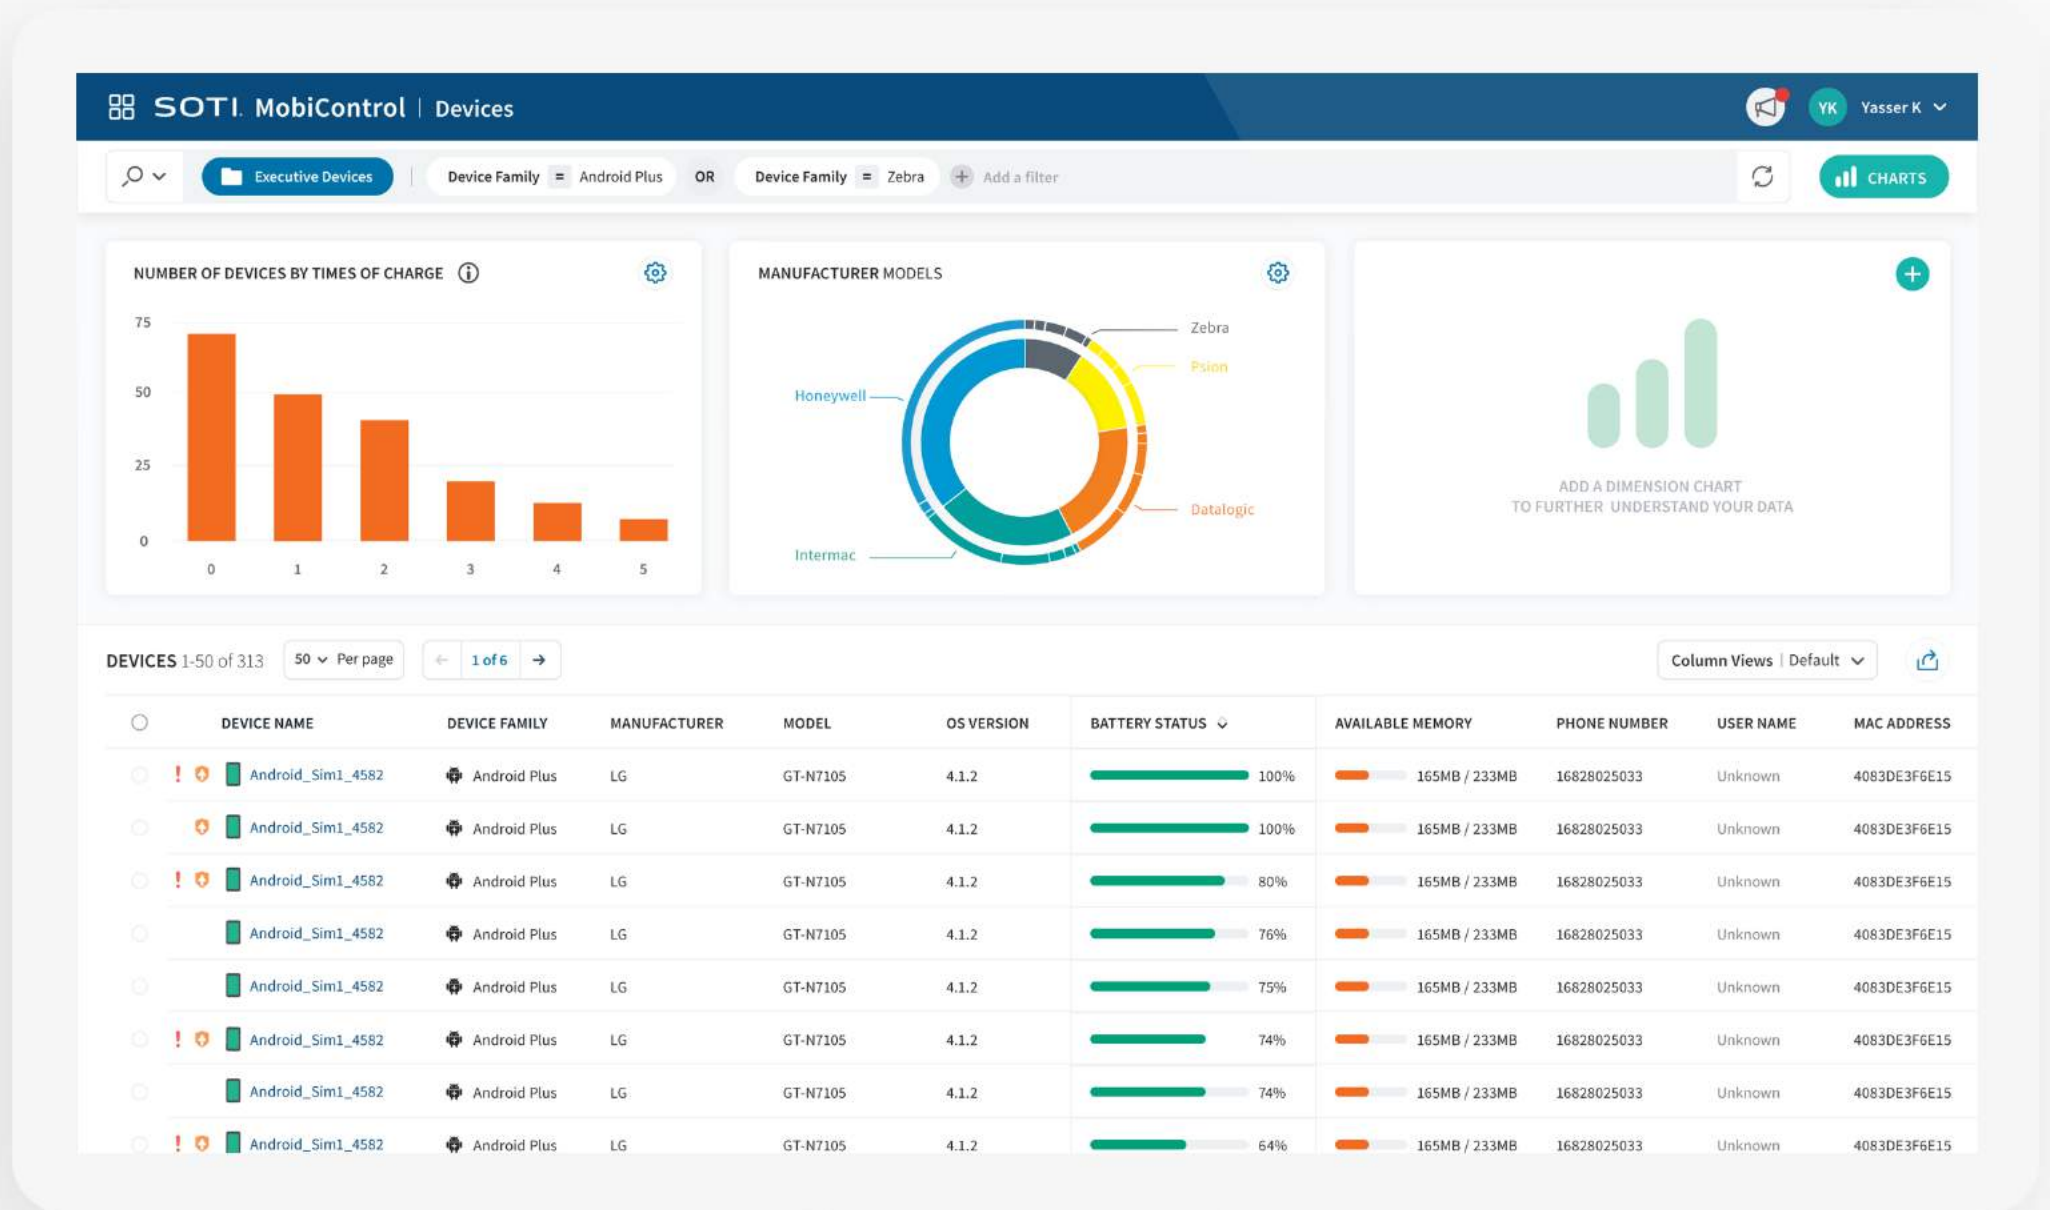 SOTI. MobiControl | Devices
YK Yasser K
Executive Devices | Device Family = Android Plus OR Device Family = Zebra + Add a filter
CHARTS
NUMBER OF DEVICES BY TIMES OF CHARGE
75
50
25
0
0 1 2 3 4 5
MANUFACTURER MODELS
Zebra
Psion
Honeywell
Datalogic
Intermac
ADD A DIMENSION CHART
TO FURTHER UNDERSTAND YOUR DATA
DEVICES 1-50 of 313 50 Per page 1 of 6 Column Views | Default
DEVICE NAME DEVICE FAMILY MANUFACTURER MODEL OS VERSION BATTERY STATUS AVAILABLE MEMORY PHONE NUMBER USER NAME MAC ADDRESS
! Android_Sim1_4582 Android Plus LG GT-N7105 4.1.2 100% 165MB / 233MB 16828025033 Unknown 4083DE3F6E15
Android_Sim1_4582 Android Plus LG GT-N7105 4.1.2 100% 165MB / 233MB 16828025033 Unknown 4083DE3F6E15
! Android_Sim1_4582 Android Plus LG GT-N7105 4.1.2 80% 165MB / 233MB 16828025033 Unknown 4083DE3F6E15
Android_Sim1_4582 Android Plus LG GT-N7105 4.1.2 76% 165MB / 233MB 16828025033 Unknown 4083DE3F6E15
Android_Sim1_4582 Android Plus LG GT-N7105 4.1.2 75% 165MB / 233MB 16828025033 Unknown 4083DE3F6E15
! Android_Sim1_4582 Android Plus LG GT-N7105 4.1.2 74% 165MB / 233MB 16828025033 Unknown 4083DE3F6E15
Android_Sim1_4582 Android Plus LG GT-N7105 4.1.2 74% 165MB / 233MB 16828025033 Unknown 4083DE3F6E15
! Android_Sim1_4582 Android Plus LG GT-N7105 4.1.2 64% 165MB / 233MB 16828025033 Unknown 4083DE3F6E15